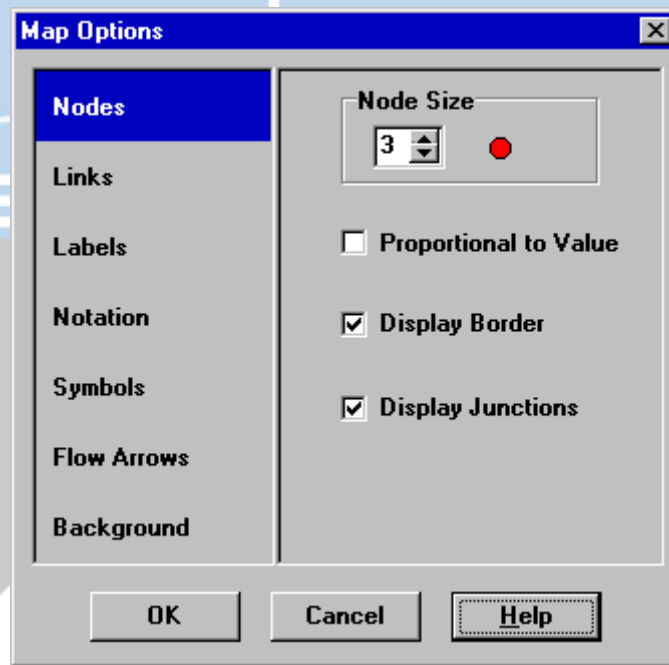 Map Options
Nodes
Links
Labels
Notation
Symbols
Flow Arrows
Background
Node Size
3
Proportional to Value
Display Border
Display Junctions
OK
Cancel
Help